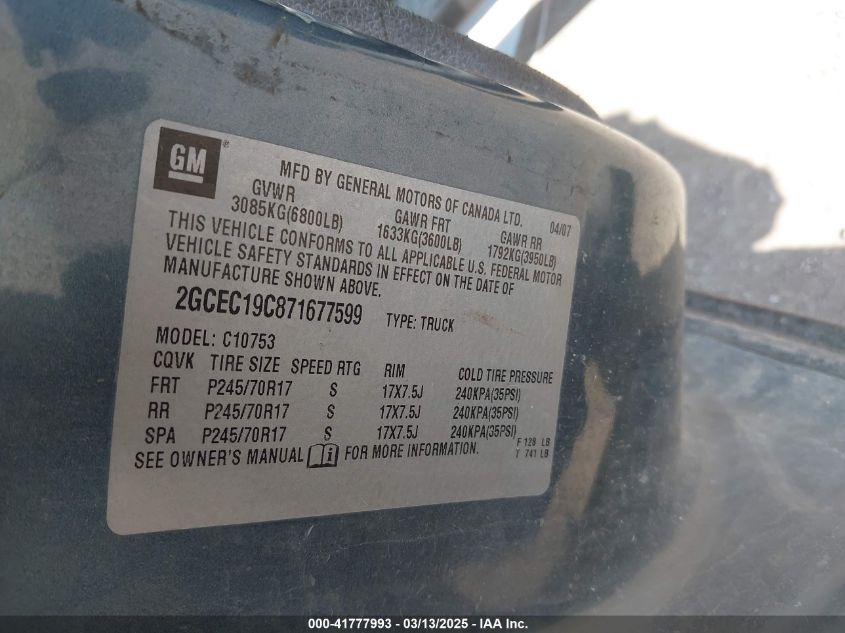 GM ®
MFD BY GENERAL MOTORS OF CANADA LTD.
04/07
GVWR GAWR FRT GAWR RR
3085KG(6800LB) 1633KG(3600LB) 1792KG(3950LB)
THIS VEHICLE CONFORMS TO ALL APPLICABLE U.S. FEDERAL MOTOR
VEHICLE SAFETY STANDARDS IN EFFECT ON THE DATE OF
MANUFACTURE SHOWN ABOVE.
2GCEC19C871677599 TYPE: TRUCK
MODEL: C10753
CQVK TIRE SIZE SPEED RTG RIM COLD TIRE PRESSURE
FRT P245/70R17 S 17X7.5J 240KPA(35PSI)
RR P245/70R17 S 17X7.5J 240KPA(35PSI)
SPA P245/70R17 S 17X7.5J 240KPA(35PSI)
F 128 LB
T 741 LB
SEE OWNER'S MANUAL i FOR MORE INFORMATION.
000-41777993 / 03/13/2025 - IAA Inc.